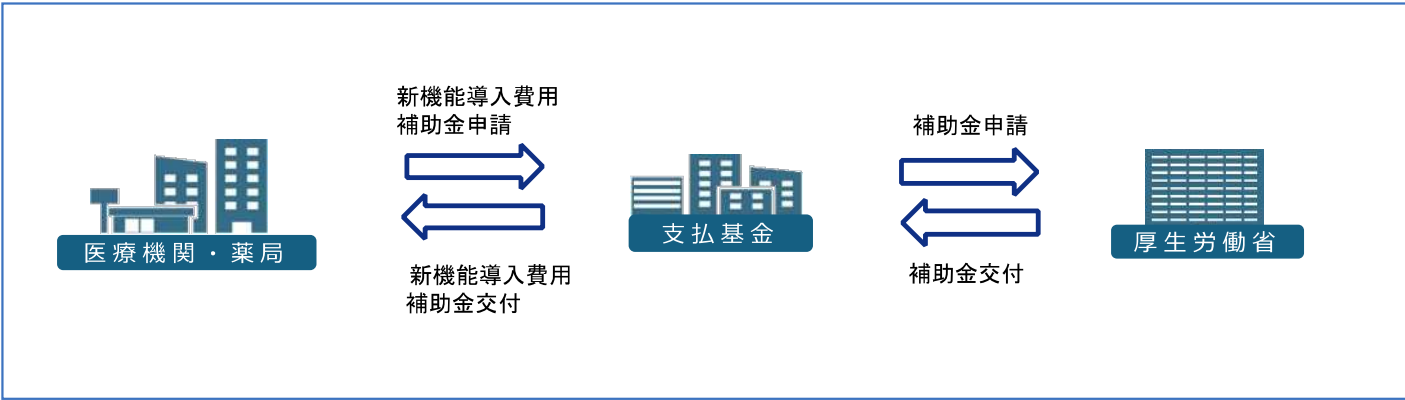 新機能導入費用
補助金申請
補助金申請
医療機関・薬局
支払基金
厚生労働省
新機能導入費用
補助金交付
補助金交付